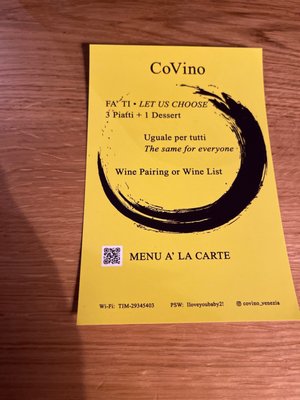 CoVino
FA' TI • LET US CHOOSE
3 Piatti + 1 Dessert
Uguale per tutti
The same for everyone
Wine Pairing or Wine List
MENU A' LA CARTE
Wi-Fi: TIM-29345403 PSW: 1loveyoubaby2! covino_venezia